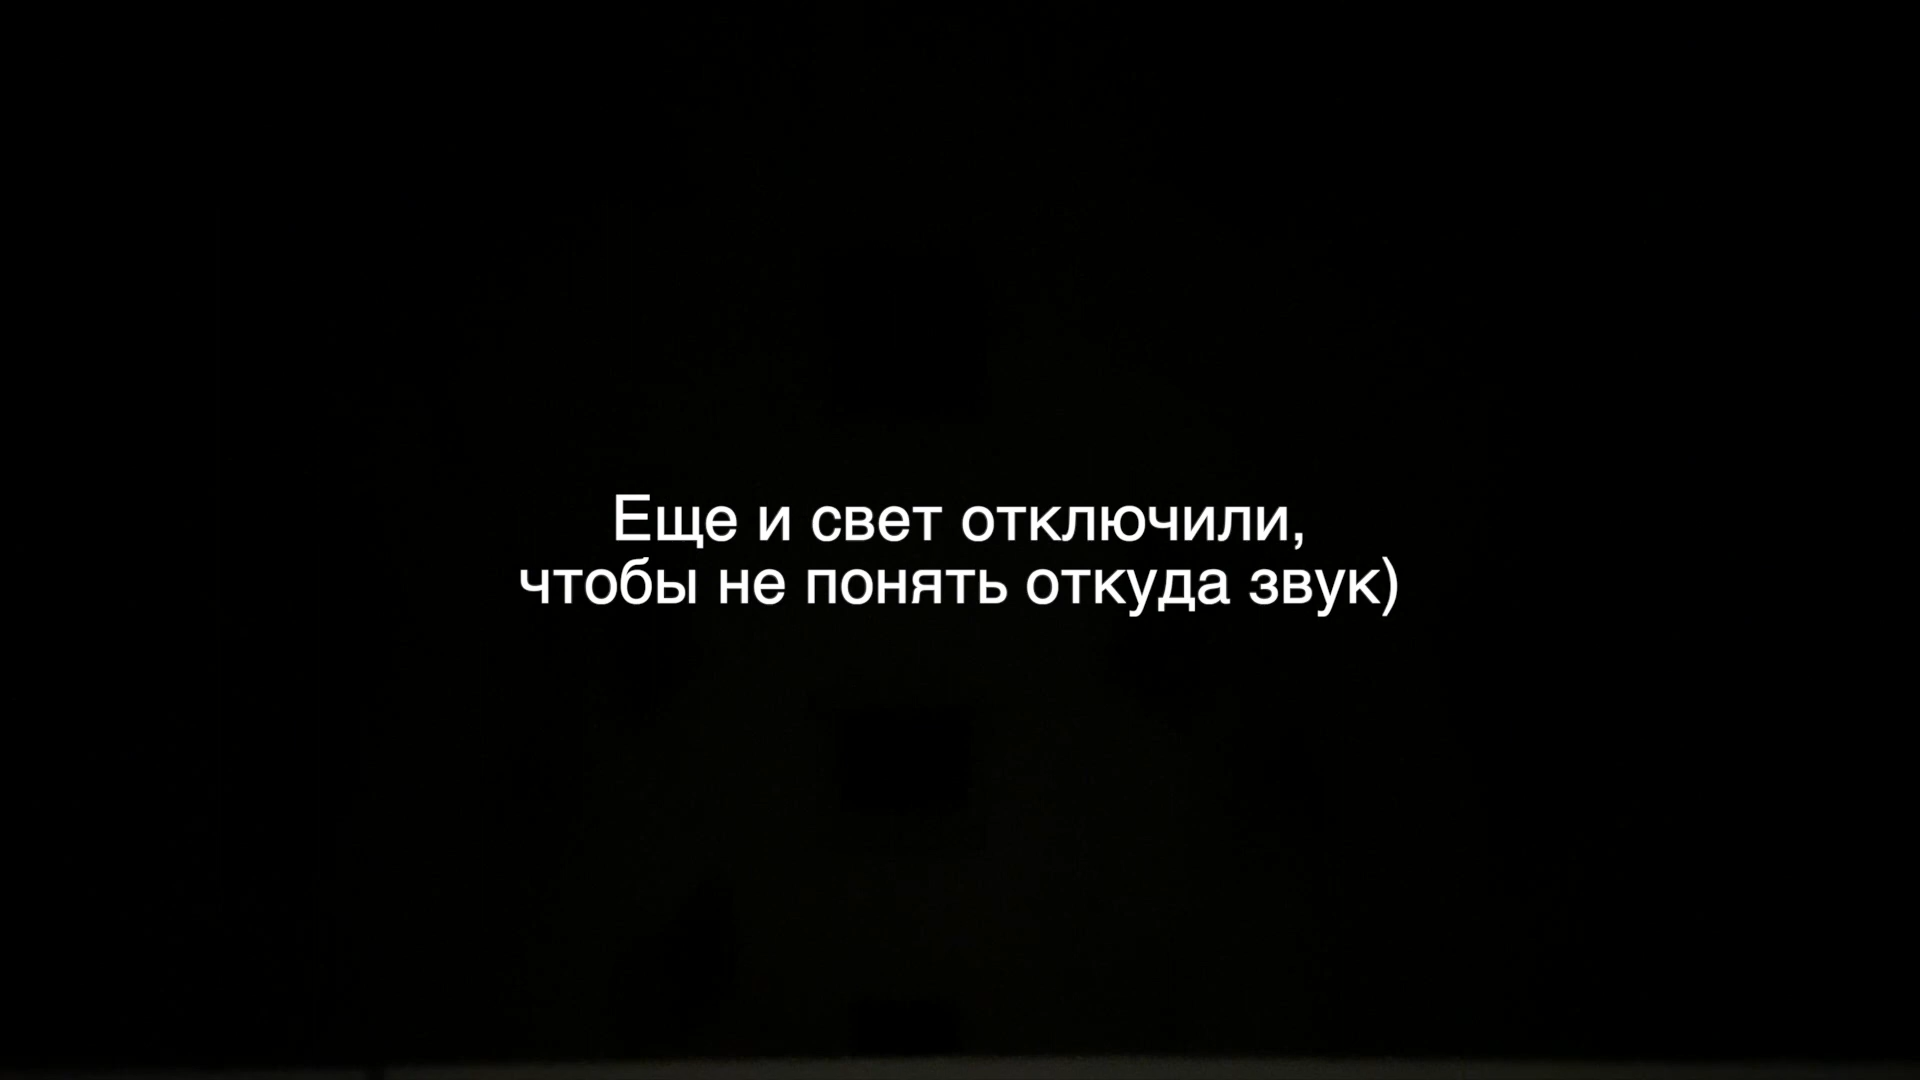 Еще и свет отключили,
чтобы не понять откуда звук)